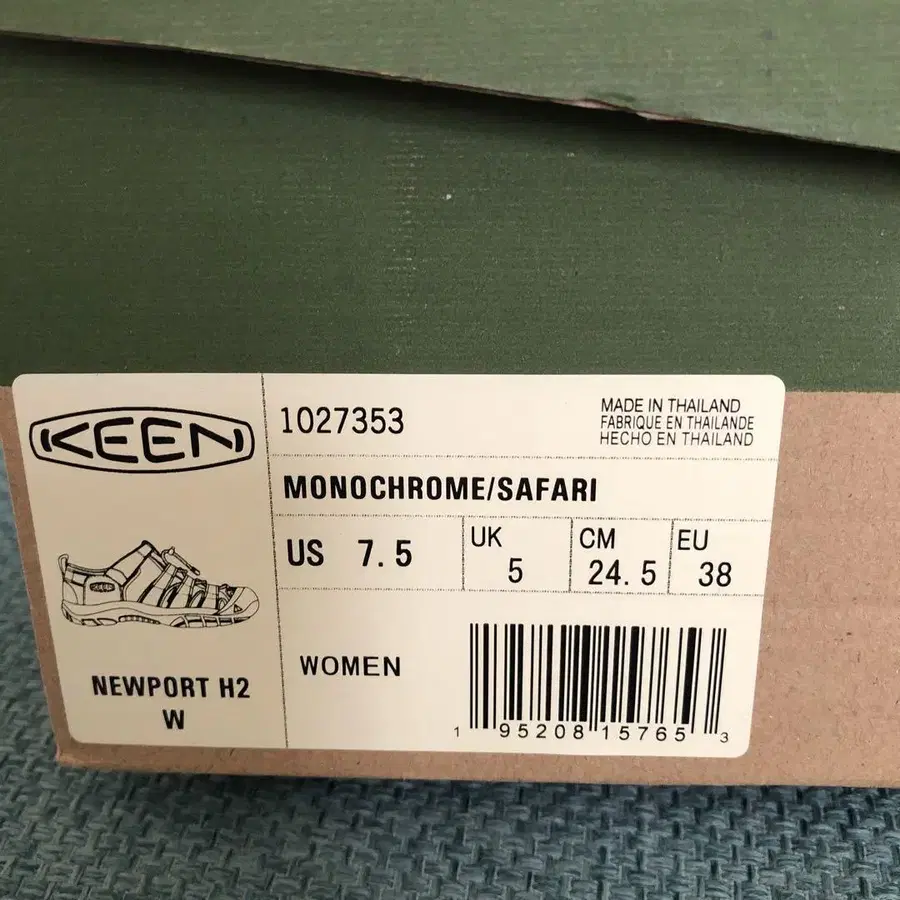 KEEN
1027353
MADE IN THAILAND
FABRIQUE EN THAILANDE
HECHO EN THAILAND
MONOCHROME/SAFARI
US 7.5
UK
5
CM
24.5
EU
38
KEEN
NEWPORT H2
W
WOMEN
1 95208 15765 3